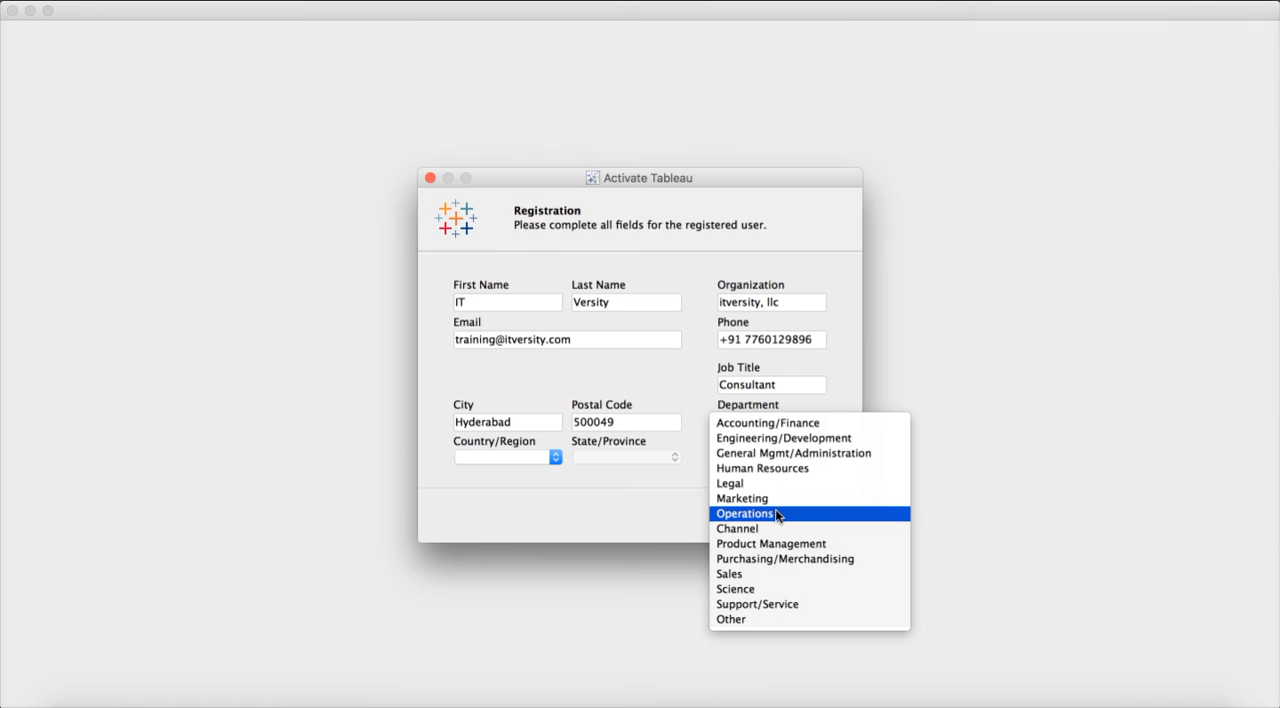 Activate Tableau
Registration
Please complete all fields for the registered user.
First Name Last Name Organization
IT Versity itversity, llc
Email Phone
training@itversity.com +91 7760129896
Job Title
Consultant
City Postal Code Department
Hyderabad 500049
Country/Region State/Province
Accounting/Finance
Engineering/Development
General Mgmt/Administration
Human Resources
Legal
Marketing
Operations
Channel
Product Management
Purchasing/Merchandising
Sales
Science
Support/Service
Other